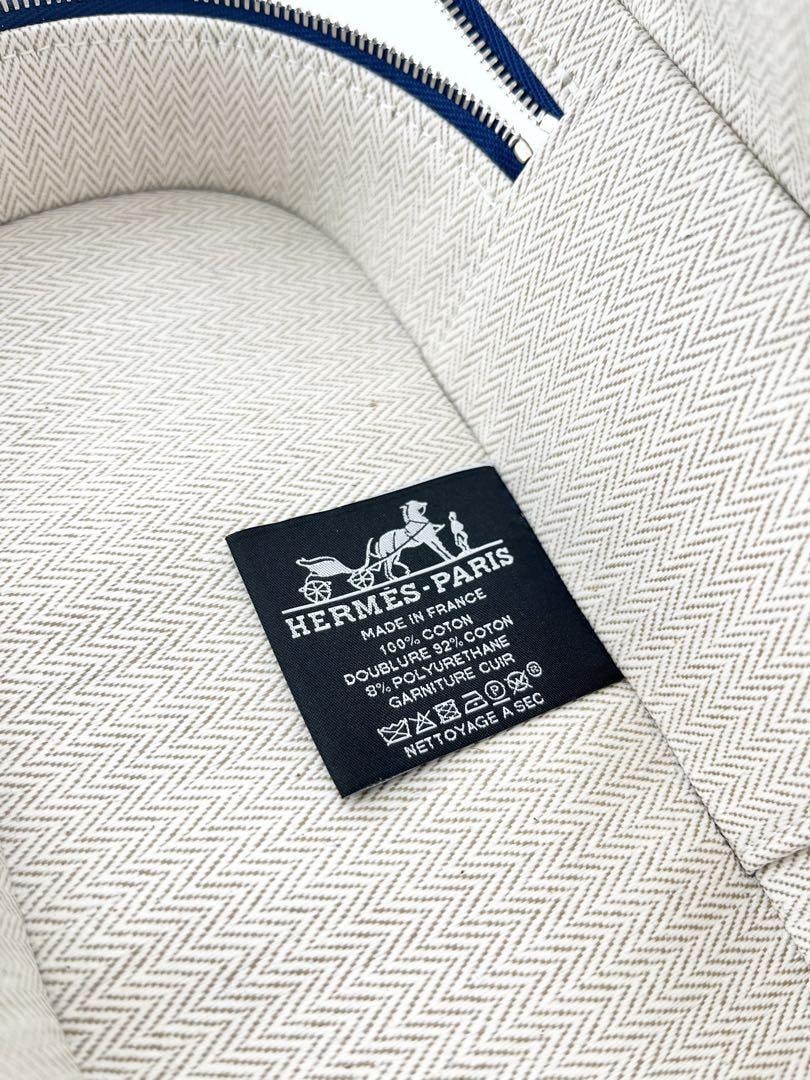 HERMÈS-PARIS
MADE IN FRANCE
100% COTON
DOUBLURE 92% COTON
8% POLYURETHANE
GARNITURE CUIR
P ®
NETTOYAGE A SEC